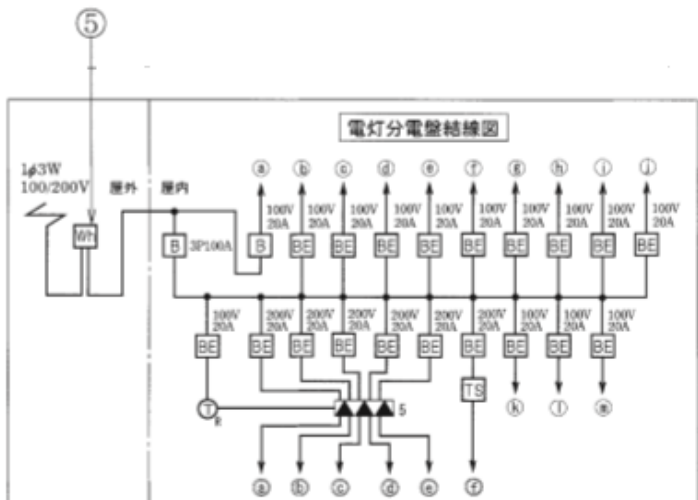 ⑤
電灯分電盤結線図
1φ3W
100/200V
屋外 屋内
ⓐ ⓑ ⓒ ⓓ ⓔ ⓕ ⓖ ⓗ ⓘ ⓙ
100V 100V 100V 100V 100V 100V 100V 100V 100V 100V
20A 20A 20A 20A 20A 20A 20A 20A 20A 20A
Wh B 3P100A B BE BE BE BE BE BE BE BE BE
100V 200V 200V 200V 200V 200V 100V 100V 100V 100V
20A 20A 20A 20A 20A 20A 20A 20A 20A 20A
BE BE BE BE BE BE BE BE BE BE
TS
T R 5
ⓚ ⓛ ⓜ
ⓐ ⓑ ⓒ ⓓ ⓔ ⓕ